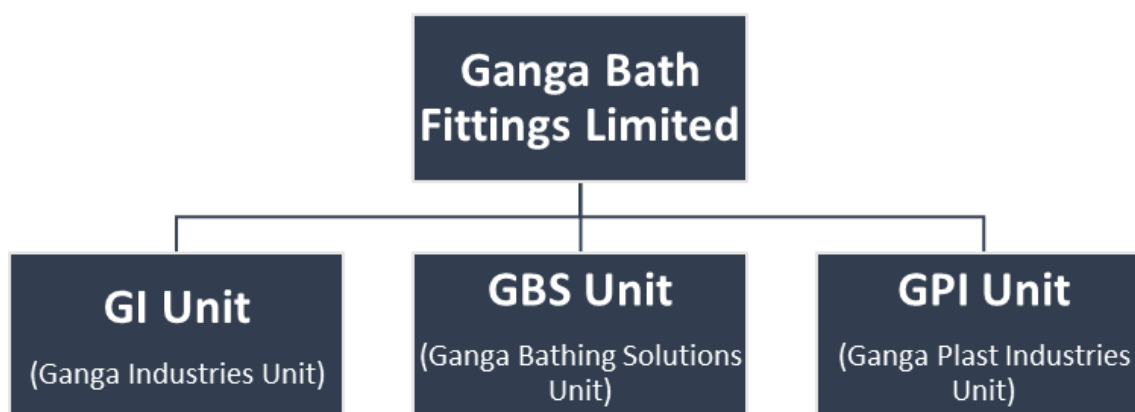 Ganga Bath
Fittings Limited
GI Unit
(Ganga Industries Unit)
GBS Unit
(Ganga Bathing Solutions
Unit)
GPI Unit
(Ganga Plast Industries
Unit)